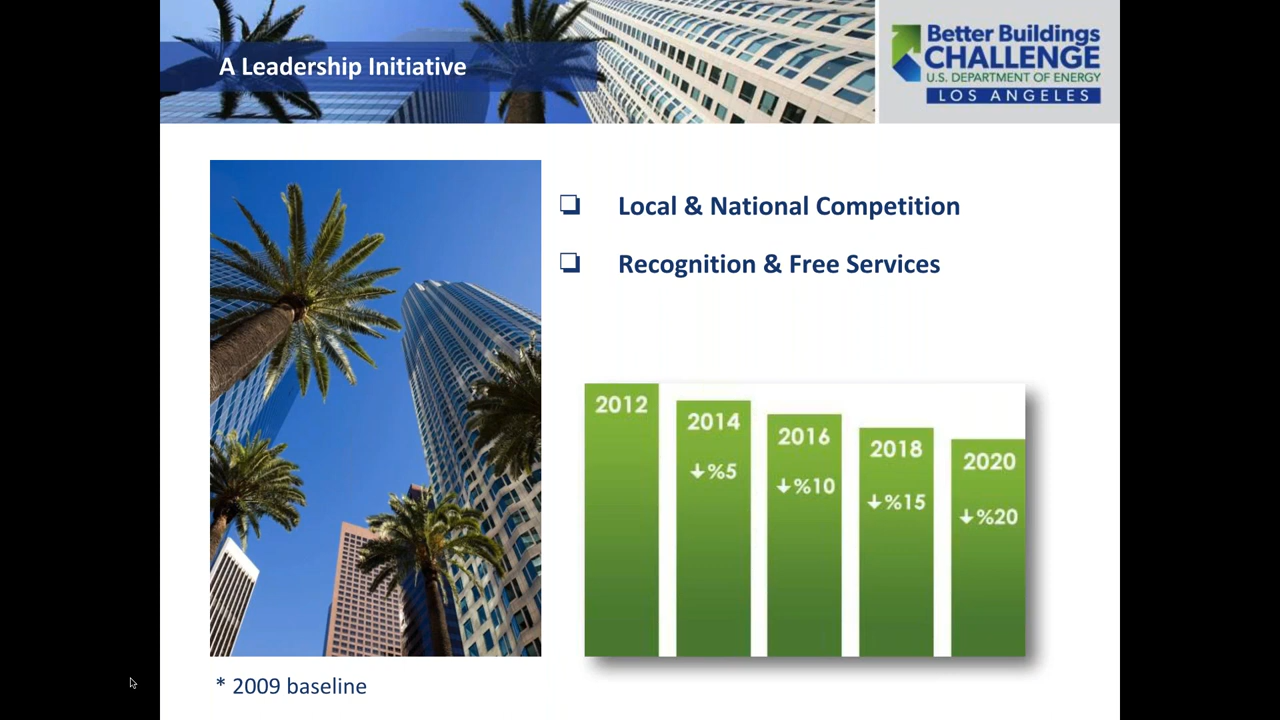 A Leadership Initiative
Better Buildings
CHALLENGE
U.S. DEPARTMENT OF ENERGY
LOS ANGELES
❏ Local & National Competition
❏ Recognition & Free Services
2012
2014
↓%5
2016
↓%10
2018
↓%15
2020
↓%20
* 2009 baseline